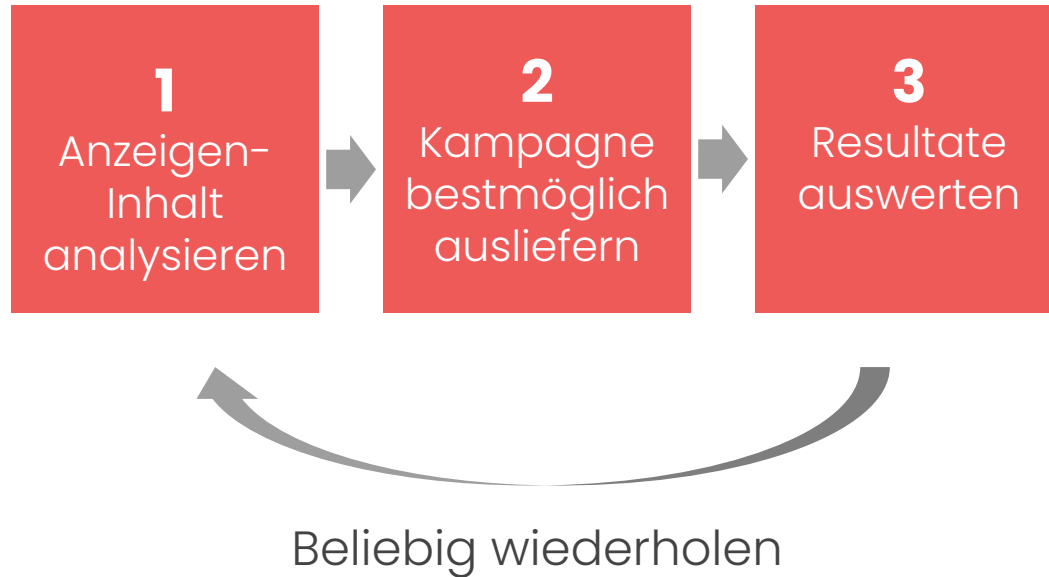 1
Anzeigen-
Inhalt
analysieren
2
Kampagne
bestmöglich
ausliefern
3
Resultate
auswerten
Beliebig wiederholen